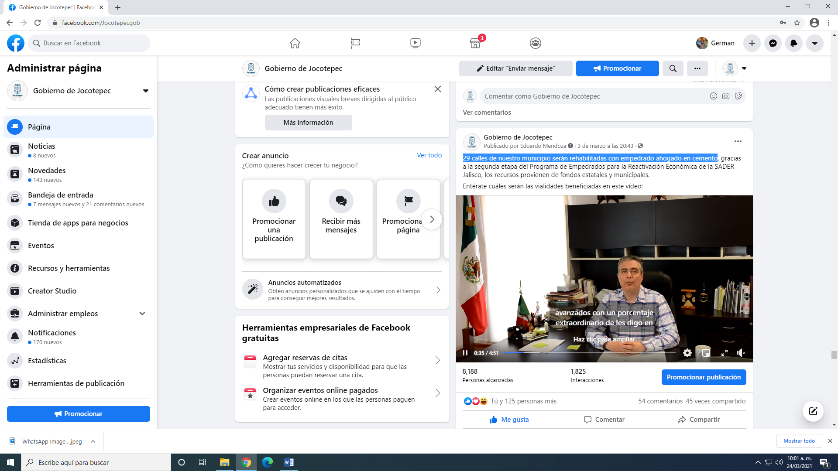 Gobierno de Jocotepec | Facebook
facebook.com/Jocotepecgob
Buscar en Facebook
1
German
Administrar página
Gobierno de Jocotepec
Página
Noticias
8 nuevos
Novedades
143 nuevos
Bandeja de entrada
7 mensajes nuevos y 21 comentarios nuevos
Tienda de apps para negocios
Eventos
Recursos y herramientas
Creator Studio
Administrar empleos
Notificaciones
170 nuevos
Estadísticas
Herramientas de publicación
Promocionar
Gobierno de Jocotepec
Editar "Enviar mensaje"
Promocionar
Cómo crear publicaciones eficaces
Las publicaciones visuales breves dirigidas al público
adecuado tienen más éxito.
Más información
Crear anuncio
Ver todo
¿Cómo quieres hacer crecer tu negocio?
Promocionar
una
publicación
Recibir más
mensajes
Promociona
página
Anuncios automatizados
Obtén anuncios personalizados que se ajusten con el tiempo
para conseguir mejores resultados.
Herramientas empresariales de Facebook
gratuitas
Agregar reservas de citas
Mostrar tus servicios y disponibilidad para que las
personas puedan reservar una cita.
Organizar eventos online pagados
Crear eventos online en los que las personas paguen
para acceder.
Comentar como Gobierno de Jocotepec
Ver comentarios
Gobierno de Jocotepec
Publicado por Eduardo Mendoza · 3 de marzo a las 20:43 ·
29 calles de nuestro municipio serán rehabilitadas con empedrado ahogado en cemento, gracias
a la segunda etapa del Programa de Empedrados para la Reactivación Económica de la SADER
Jalisco, los recursos provienen de fondos estatales y municipales.
Entérate cuáles serán las vialidades beneficiadas en este video:
avanzados con un porcentaje
extraordinario de les digo en
Haz clic para ampliar
0:35 / 4:51
8,188
Personas alcanzadas
1,825
Interacciones
Promocionar publicación
Tú y 125 personas más
54 comentarios 45 veces compartido
Me gusta
Comentar
Compartir
WhatsApp Image....jpeg
Mostrar todo
Escribe aquí para buscar
10:01 a. m.
24/03/2021